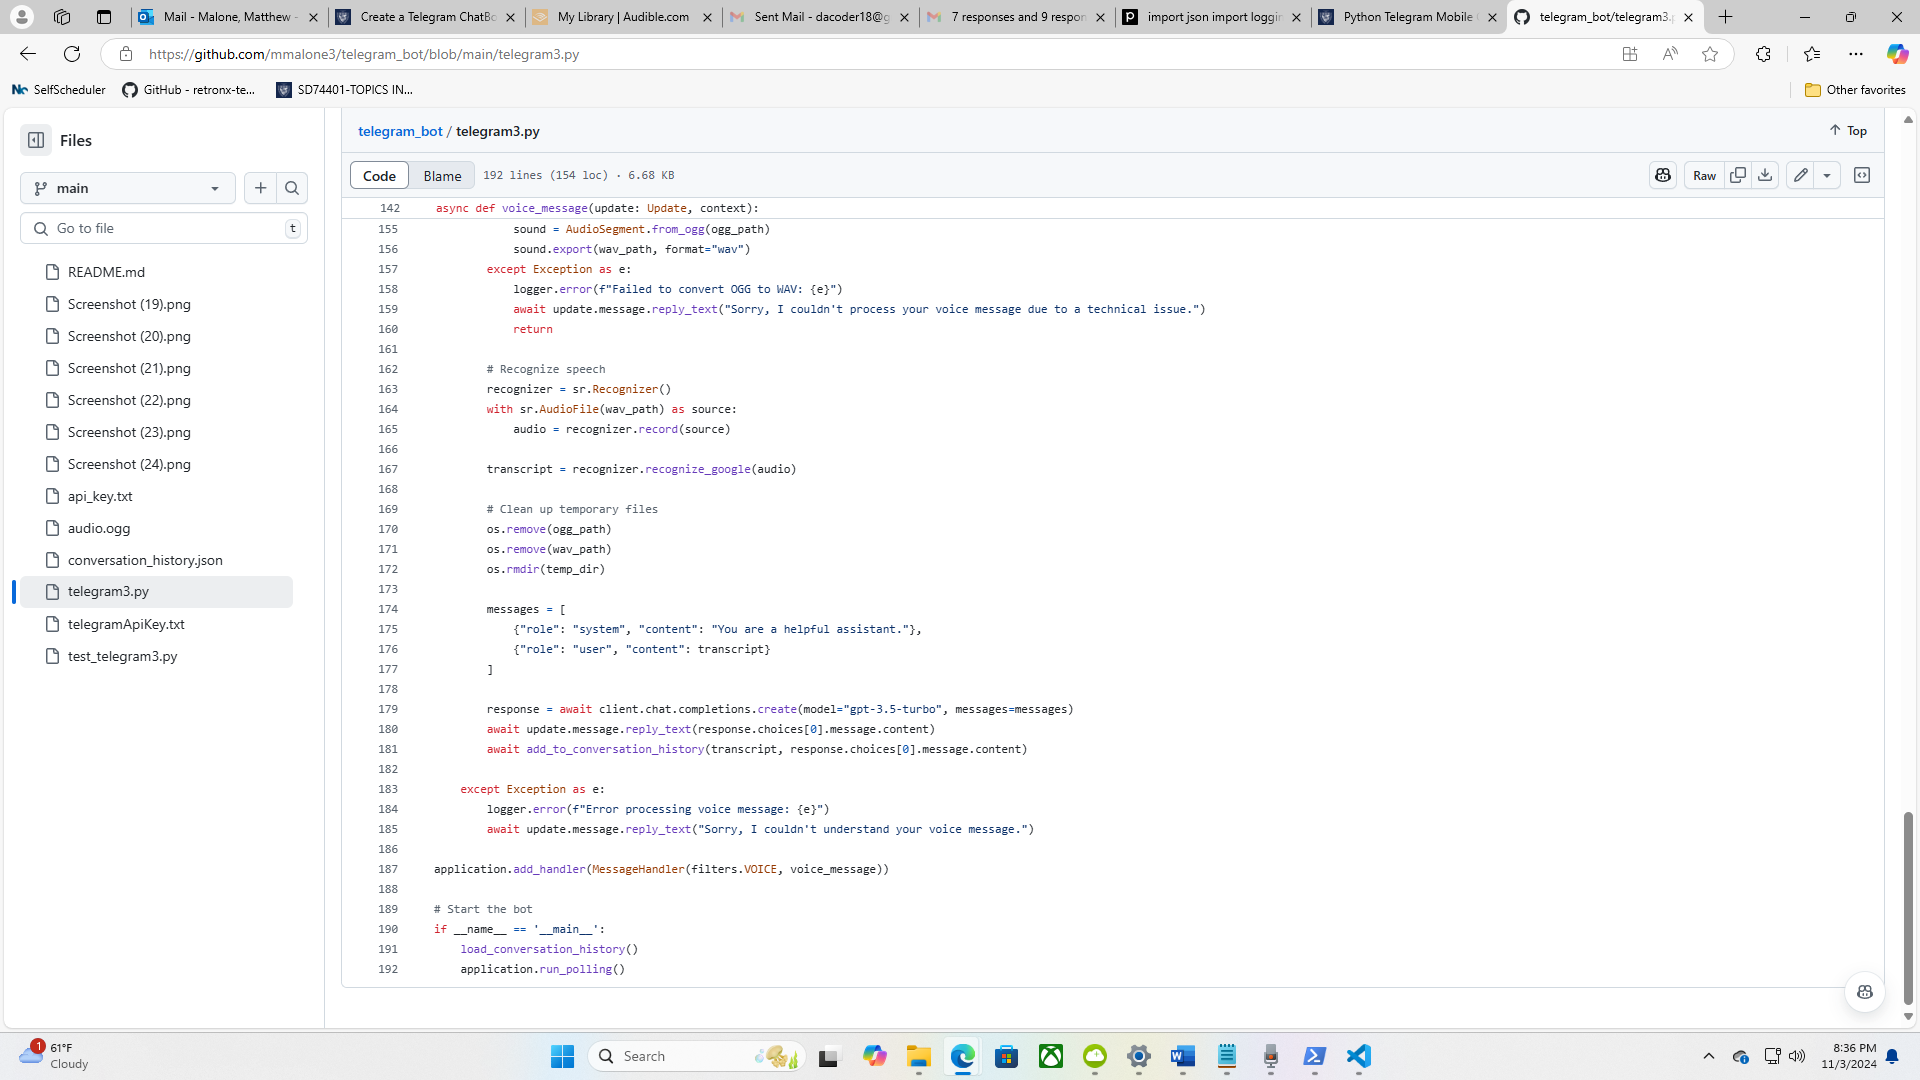 Mail - Malone, Matthew -
Create a Telegram ChatBo
My Library | Audible.com
Sent Mail - dacoder18@g
7 responses and 9 respon
import json import loggin
Python Telegram Mobile
telegram_bot/telegram3.p
https://github.com/mmalone3/telegram_bot/blob/main/telegram3.py
SelfScheduler
GitHub - retronx-te...
SD74401-TOPICS IN...
Other favorites
Files
main
Go to file
t
README.md
Screenshot (19).png
Screenshot (20).png
Screenshot (21).png
Screenshot (22).png
Screenshot (23).png
Screenshot (24).png
api_key.txt
audio.ogg
conversation_history.json
telegram3.py
telegramApiKey.txt
test_telegram3.py
telegram_bot / telegram3.py
Top
Code Blame 192 lines (154 loc) · 6.68 KB
Raw
142 async def voice_message(update: Update, context):
155 sound = AudioSegment.from_ogg(ogg_path)
156 sound.export(wav_path, format="wav")
157 except Exception as e:
158 logger.error(f"Failed to convert OGG to WAV: {e}")
159 await update.message.reply_text("Sorry, I couldn't process your voice message due to a technical issue.")
160 return
161
162 # Recognize speech
163 recognizer = sr.Recognizer()
164 with sr.AudioFile(wav_path) as source:
165 audio = recognizer.record(source)
166
167 transcript = recognizer.recognize_google(audio)
168
169 # Clean up temporary files
170 os.remove(ogg_path)
171 os.remove(wav_path)
172 os.rmdir(temp_dir)
173
174 messages = [
175 {"role": "system", "content": "You are a helpful assistant."},
176 {"role": "user", "content": transcript}
177 ]
178
179 response = await client.chat.completions.create(model="gpt-3.5-turbo", messages=messages)
180 await update.message.reply_text(response.choices[0].message.content)
181 await add_to_conversation_history(transcript, response.choices[0].message.content)
182
183 except Exception as e:
184 logger.error(f"Error processing voice message: {e}")
185 await update.message.reply_text("Sorry, I couldn't understand your voice message.")
186
187 application.add_handler(MessageHandler(filters.VOICE, voice_message))
188
189 # Start the bot
190 if __name__ == '__main__':
191 load_conversation_history()
192 application.run_polling()
1
61°F
Cloudy
Search
8:36 PM
11/3/2024